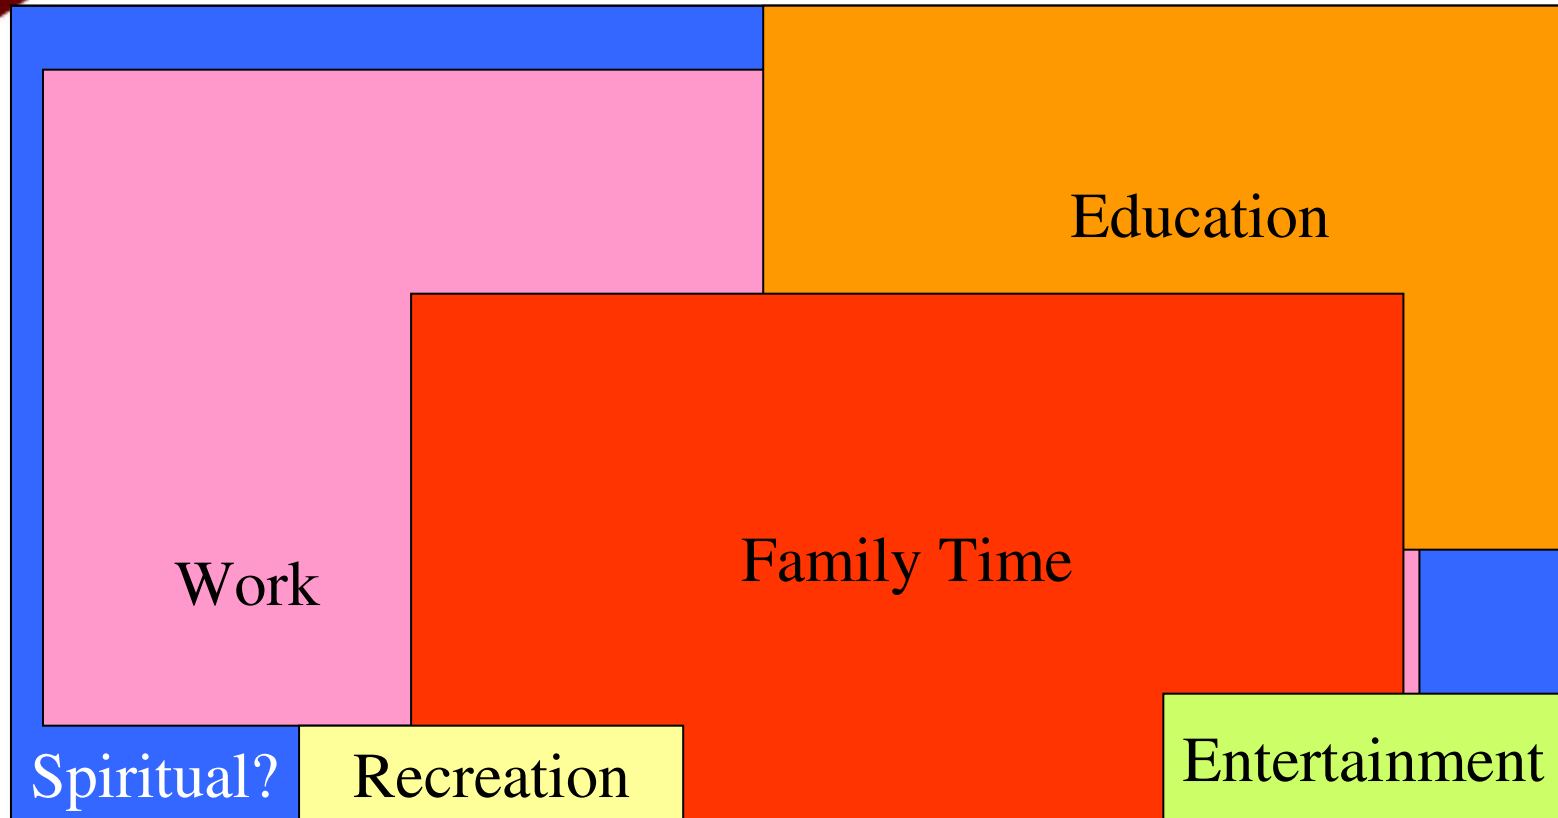 Education
Family Time
Work
Spiritual?
Recreation
Entertainment